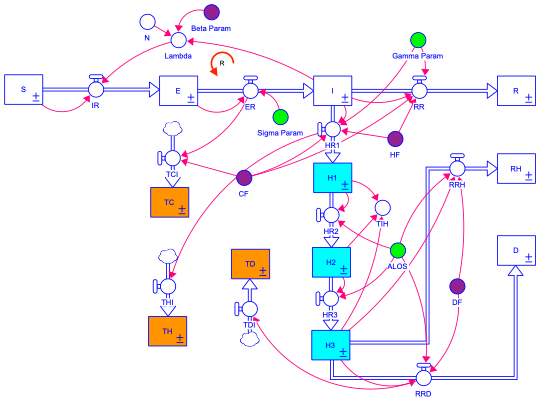 N
Beta Param
Lambda
Gamma Param
R
S
IR
E
ER
I
RR
R
Sigma Param
HR1
HF
TCI
CF
H1
RRH
RH
TC
TIH
HR2
ALOS
THI
TD
H2
D
TDI
HR3
DF
TH
H3
RRD